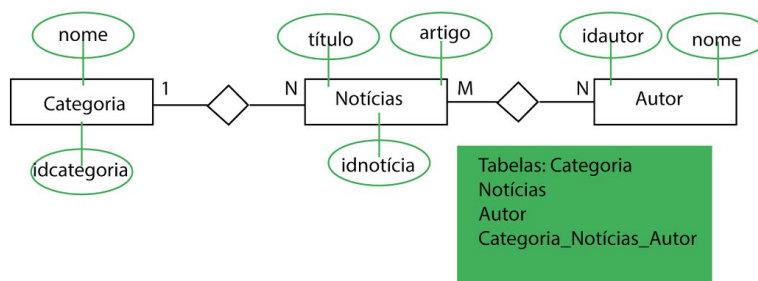 nome
título
artigo
idautor
nome
Categoria
1
N
Notícias
M
N
Autor
idcategoria
idnotícia
Tabelas: Categoria
Notícias
Autor
Categoria_Notícias_Autor